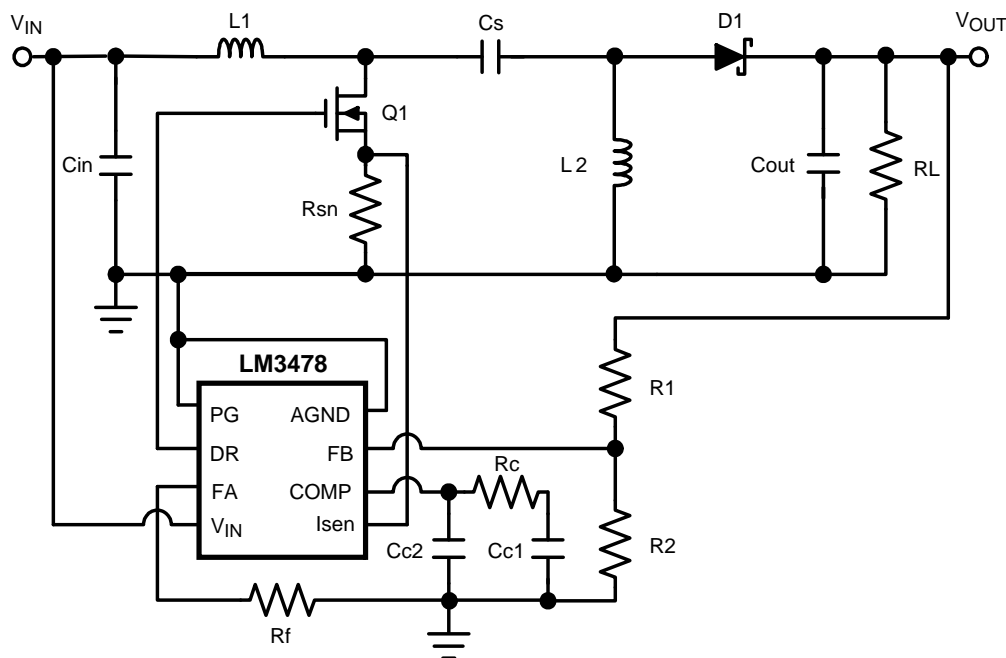 VIN
L1
Cs
D1
VOUT
Q1
Cin
Rsn
L2
Cout
RL
LM3478
R1
PG
AGND
DR
FB
FA
COMP
Rc
VIN
Isen
Cc2
Cc1
R2
Rf